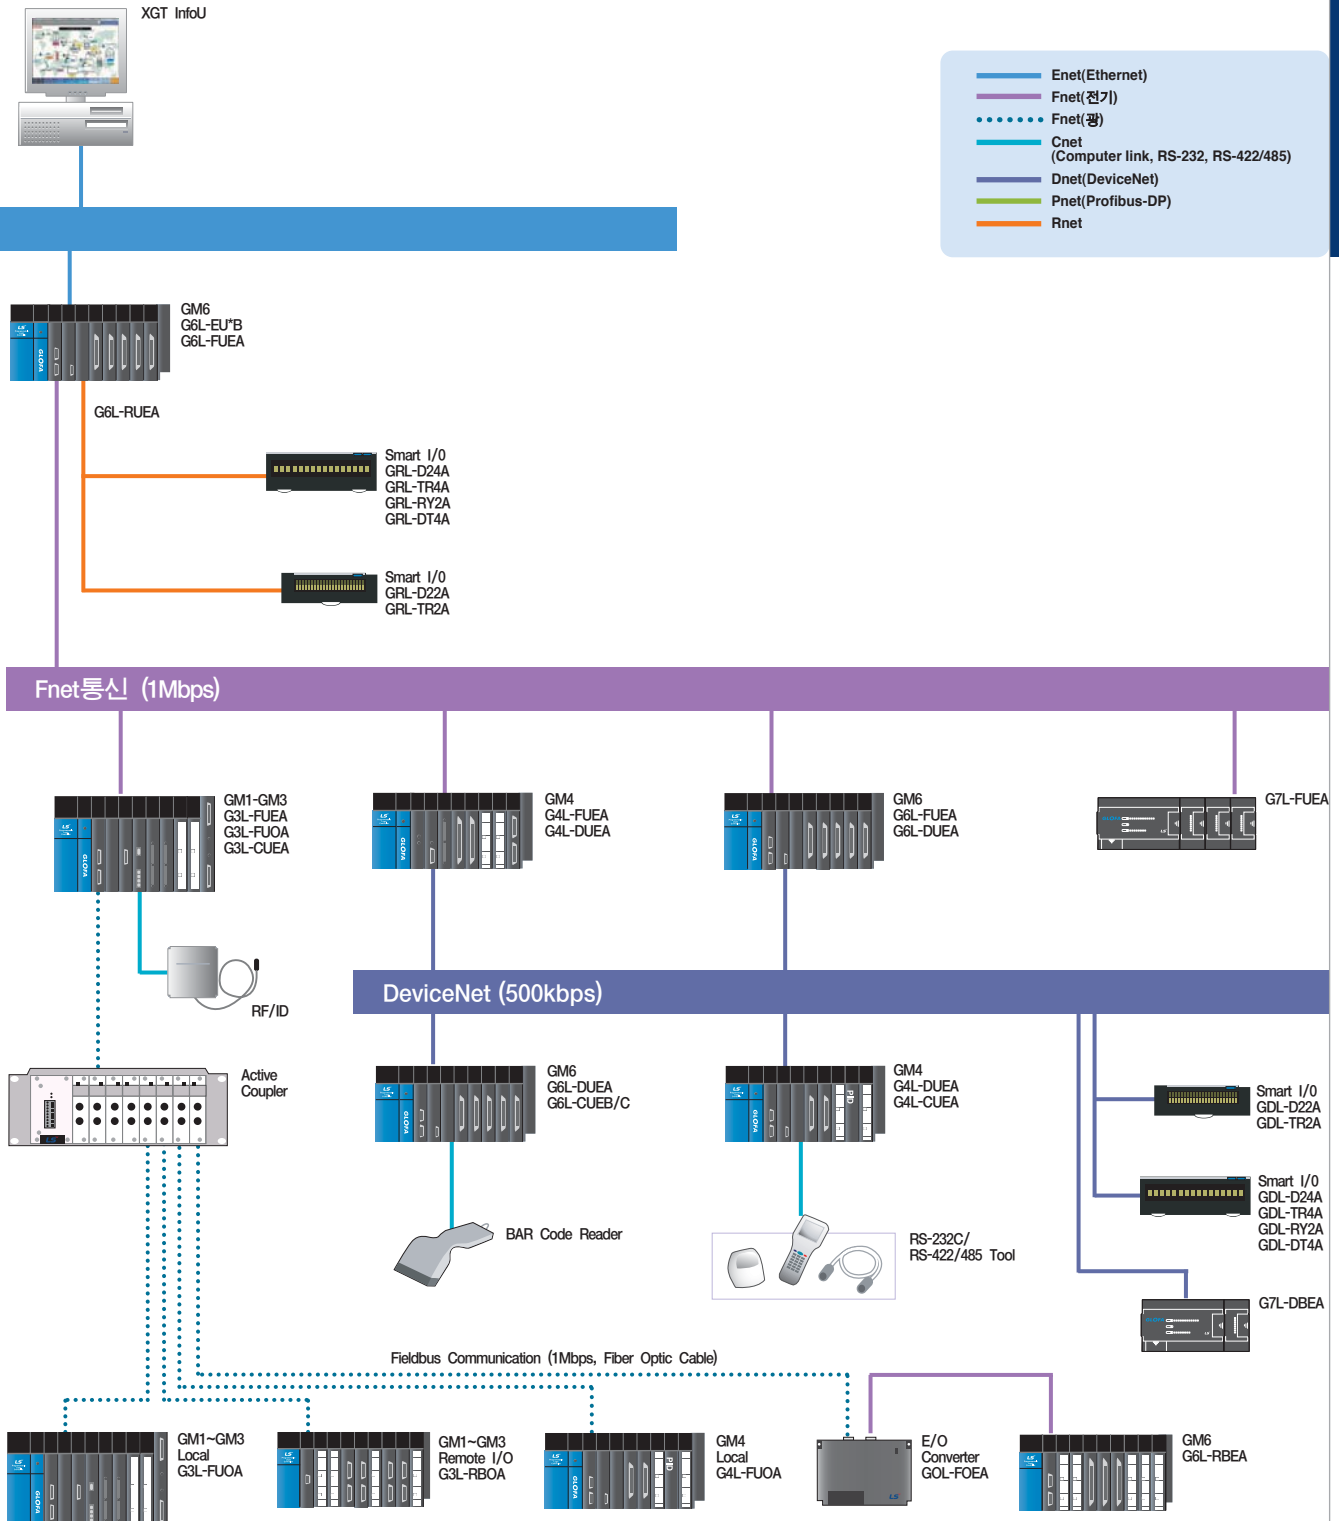 XGT InfoU
Enet(Ethernet)
Fnet(전기)
Fnet(광)
Cnet
(Computer link, RS-232, RS-422/485)
Dnet(DeviceNet)
Pnet(Profibus-DP)
Rnet
GM6
G6L-EU*B
G6L-FUEA
G6L-RUEA
Smart I/0
GRL-D24A
GRL-TR4A
GRL-RY2A
GRL-DT4A
Smart I/0
GRL-D22A
GRL-TR2A
Fnet통신 (1Mbps)
GM1-GM3
G3L-FUEA
G3L-FUOA
G3L-CUEA
GM4
G4L-FUEA
G4L-DUEA
GM6
G6L-FUEA
G6L-DUEA
G7L-FUEA
RF/ID
DeviceNet (500kbps)
Active
Coupler
GM6
G6L-DUEA
G6L-CUEB/C
GM4
G4L-DUEA
G4L-CUEA
Smart I/0
GDL-D22A
GDL-TR2A
Smart I/0
GDL-D24A
GDL-TR4A
GDL-RY2A
GDL-DT4A
BAR Code Reader
RS-232C/
RS-422/485 Tool
G7L-DBEA
Fieldbus Communication (1Mbps, Fiber Optic Cable)
GM1~GM3
Local
G3L-FUOA
GM1~GM3
Remote I/O
G3L-RBOA
GM4
Local
G4L-FUOA
E/O
Converter
GOL-FOEA
GM6
G6L-RBEA